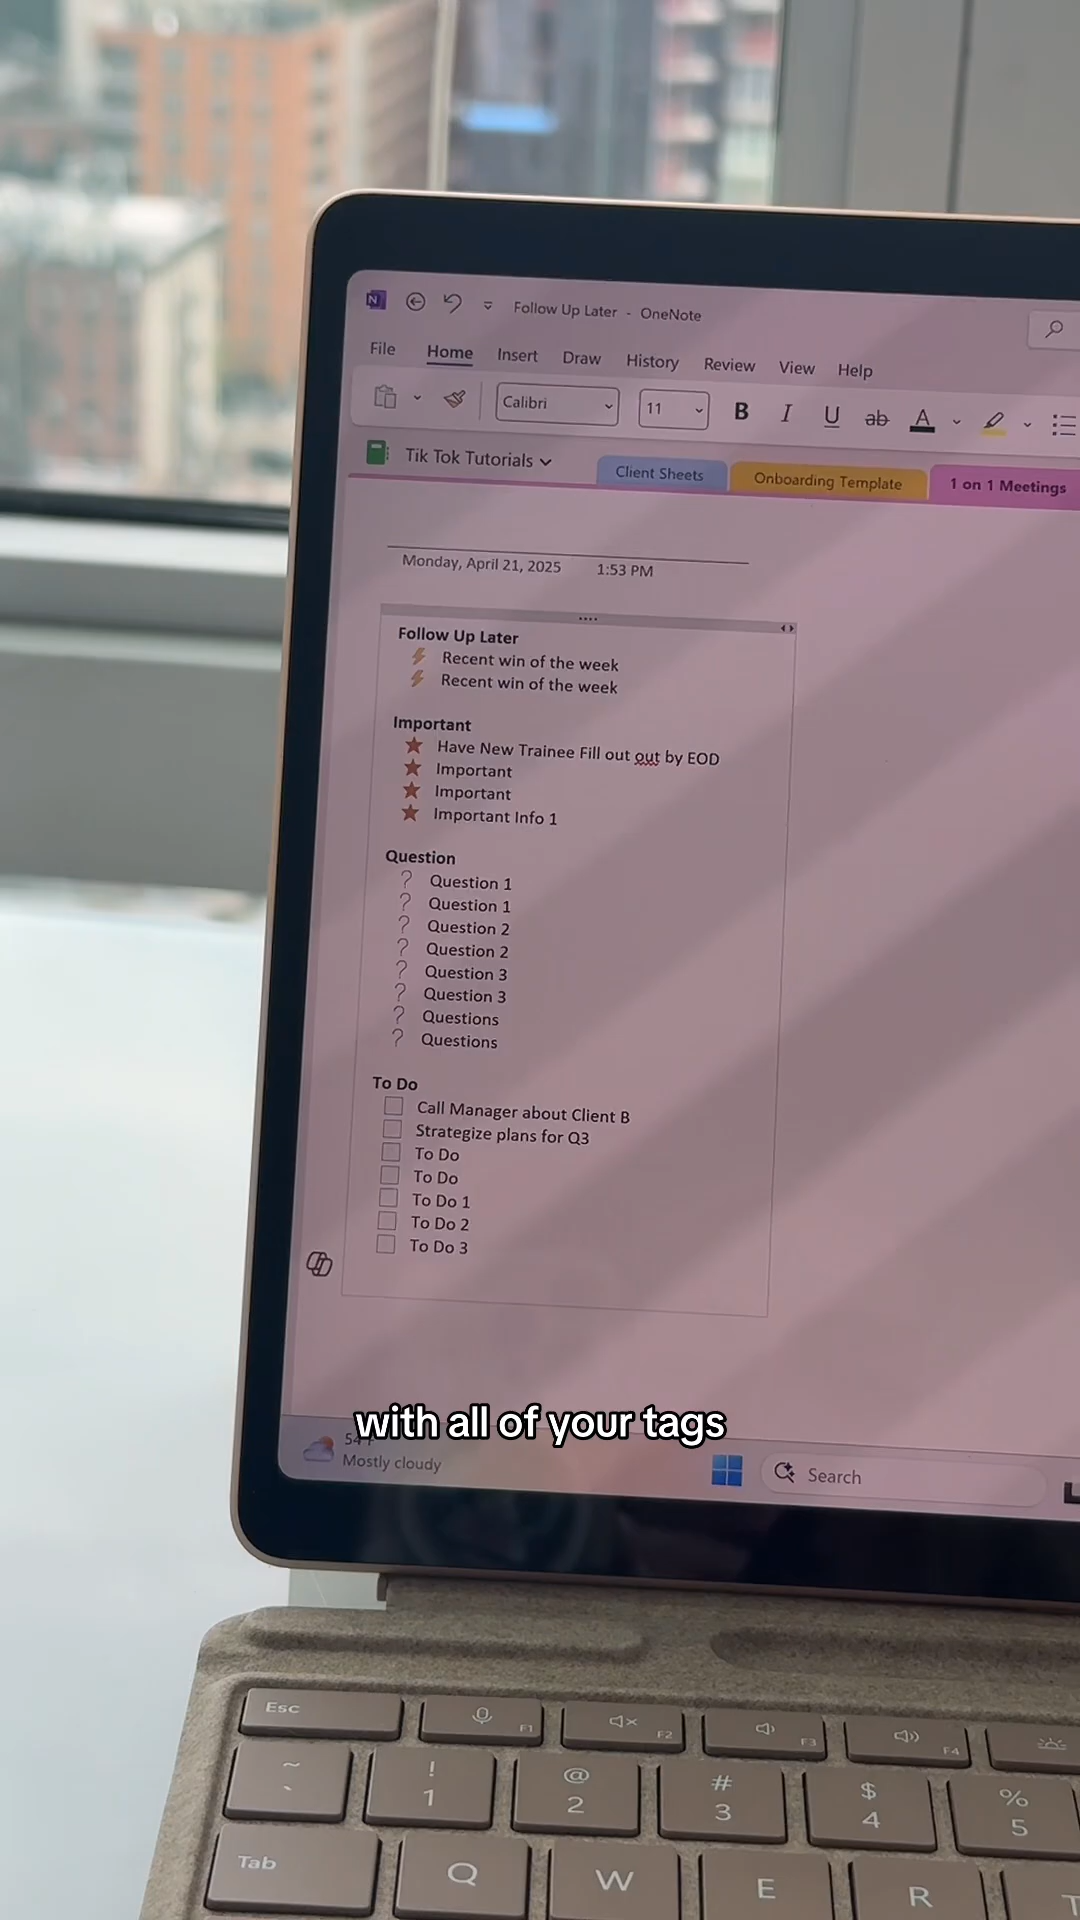 Follow Up Later - OneNote
File Home Insert Draw History Review View Help
Calibri 11 B I U ab A
Tik Tok Tutorials Client Sheets Onboarding Template 1 on 1 Meetings
Monday, April 21, 2025 1:53 PM
Follow Up Later
Recent win of the week
Recent win of the week
Important
Have New Trainee Fill out out by EOD
Important
Important
Important Info 1
Question
? Question 1
? Question 1
? Question 2
? Question 2
? Question 3
? Question 3
? Questions
? Questions
To Do
Call Manager about Client B
Strategize plans for Q3
To Do
To Do
To Do 1
To Do 2
To Do 3
with all of your tags
Mostly cloudy
Search
Esc F1 F2 F3 F4
~ ! @ # $ %
` 1 2 3 4 5
Tab Q W E R